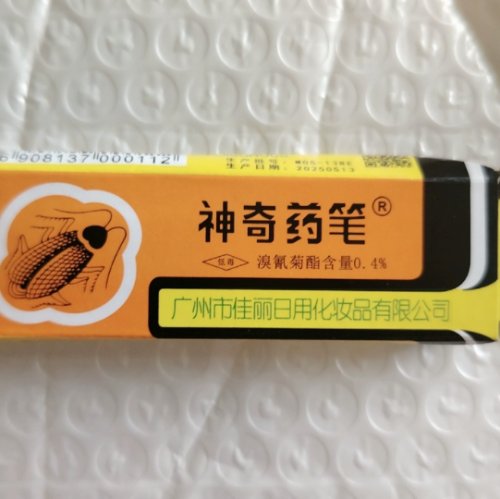 6 908137 000112
生产批号: W05-138E
生产日期: 20250513
神奇药笔®
低毒
溴氰菊酯含量0.4%
广州市佳丽日用化妆品有限公司